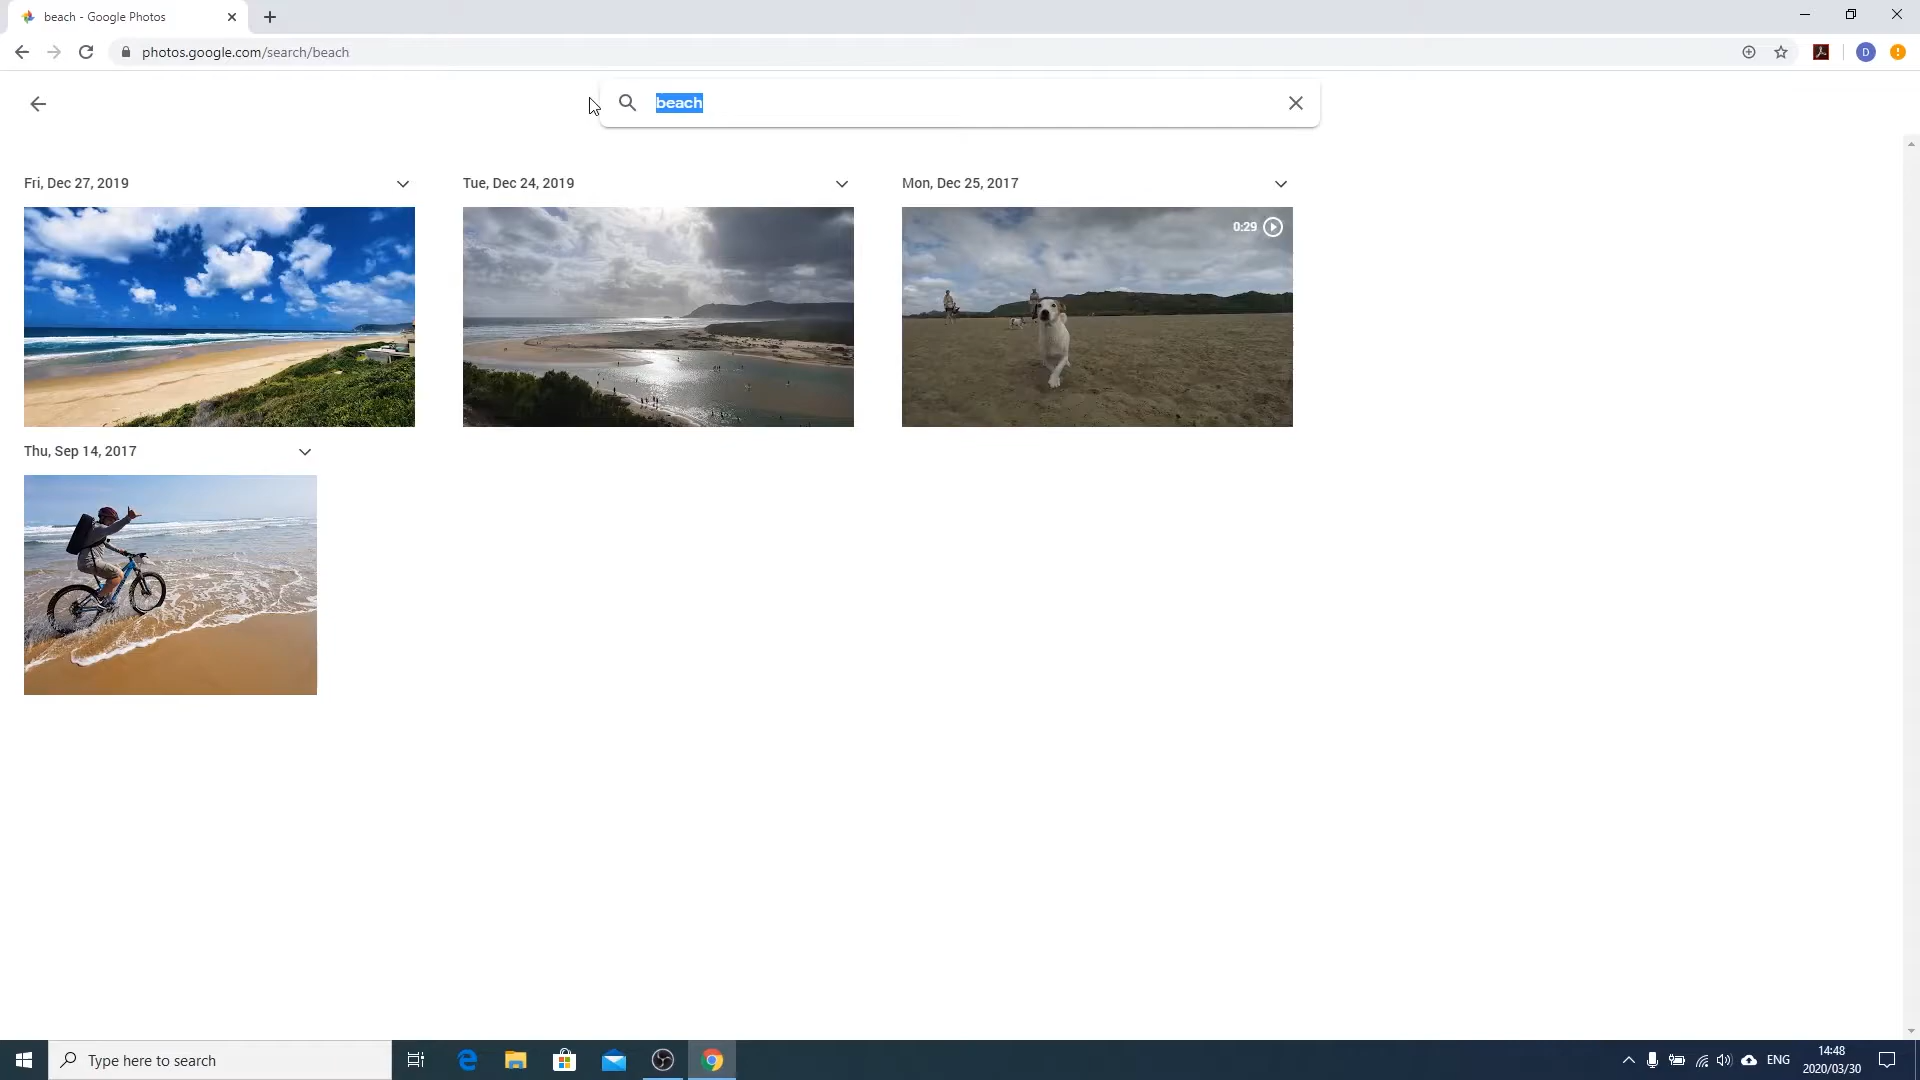 beach - Google Photos
photos.google.com/search/beach
D
beach
Fri, Dec 27, 2019
Tue, Dec 24, 2019
Mon, Dec 25, 2017
0:29
Thu, Sep 14, 2017
Type here to search
ENG
14:48
2020/03/30